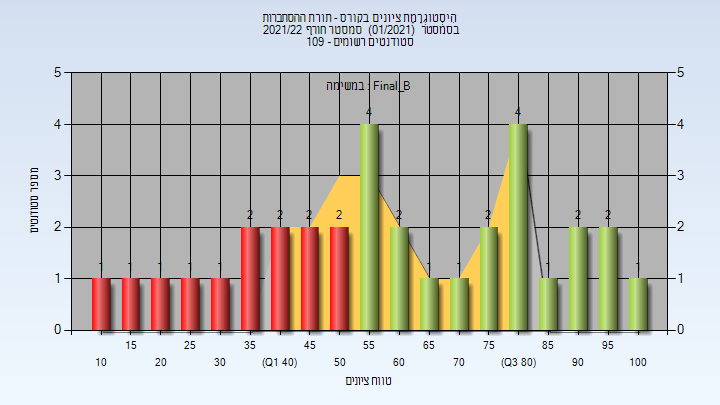 היסטוגרמת ציונים בקורס - תורת ההסתברות
בסמסטר (01/2021) סמסטר חורף 2021/22
סטודנטים רשומים - 109
במשימה : Final_B
מספר סטודנטים
5 5
4 4
3 3
2 2
1 1
0 0
1 1 1 1 1 2 2 2 2 4 2 1 1 2 4 1 2 2 1
15 25 35 45 55 65 75 85 95
10 20 30 (Q1 40) 50 60 70 (Q3 80) 90 100
טווח ציונים